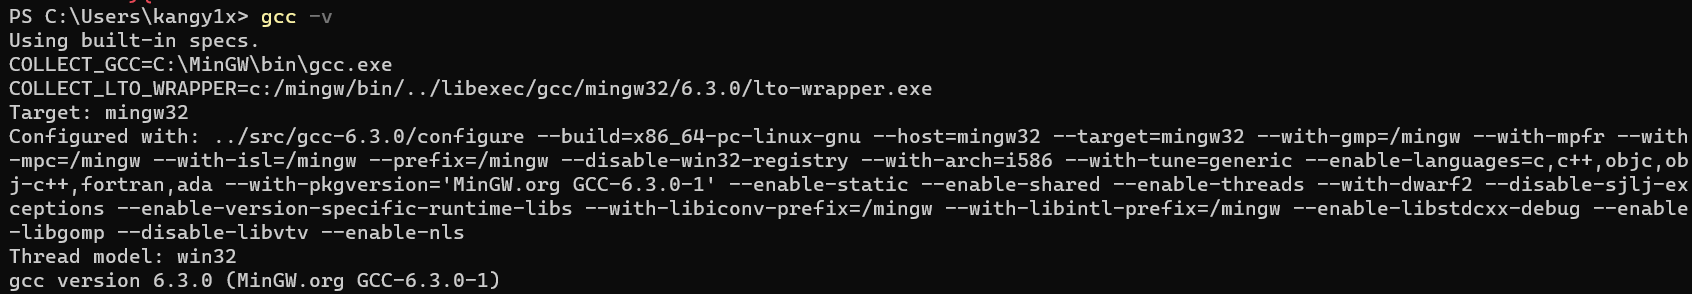 PS C:\Users\kangy1x> gcc -v
Using built-in specs.
COLLECT_GCC=C:\MinGW\bin\gcc.exe
COLLECT_LTO_WRAPPER=c:/mingw/bin/../libexec/gcc/mingw32/6.3.0/lto-wrapper.exe
Target: mingw32
Configured with: ../src/gcc-6.3.0/configure --build=x86_64-pc-linux-gnu --host=mingw32 --target=mingw32 --with-gmp=/mingw --with-mpfr --with
-mpc=/mingw --with-isl=/mingw --prefix=/mingw --disable-win32-registry --with-arch=i586 --with-tune=generic --enable-languages=c,c++,objc,ob
j-c++,fortran,ada --with-pkgversion='MinGW.org GCC-6.3.0-1' --enable-static --enable-shared --enable-threads --with-dwarf2 --disable-sjlj-ex
ceptions --enable-version-specific-runtime-libs --with-libiconv-prefix=/mingw --with-libintl-prefix=/mingw --enable-libstdcxx-debug --enable
-libgomp --disable-libvtv --enable-nls
Thread model: win32
gcc version 6.3.0 (MinGW.org GCC-6.3.0-1)